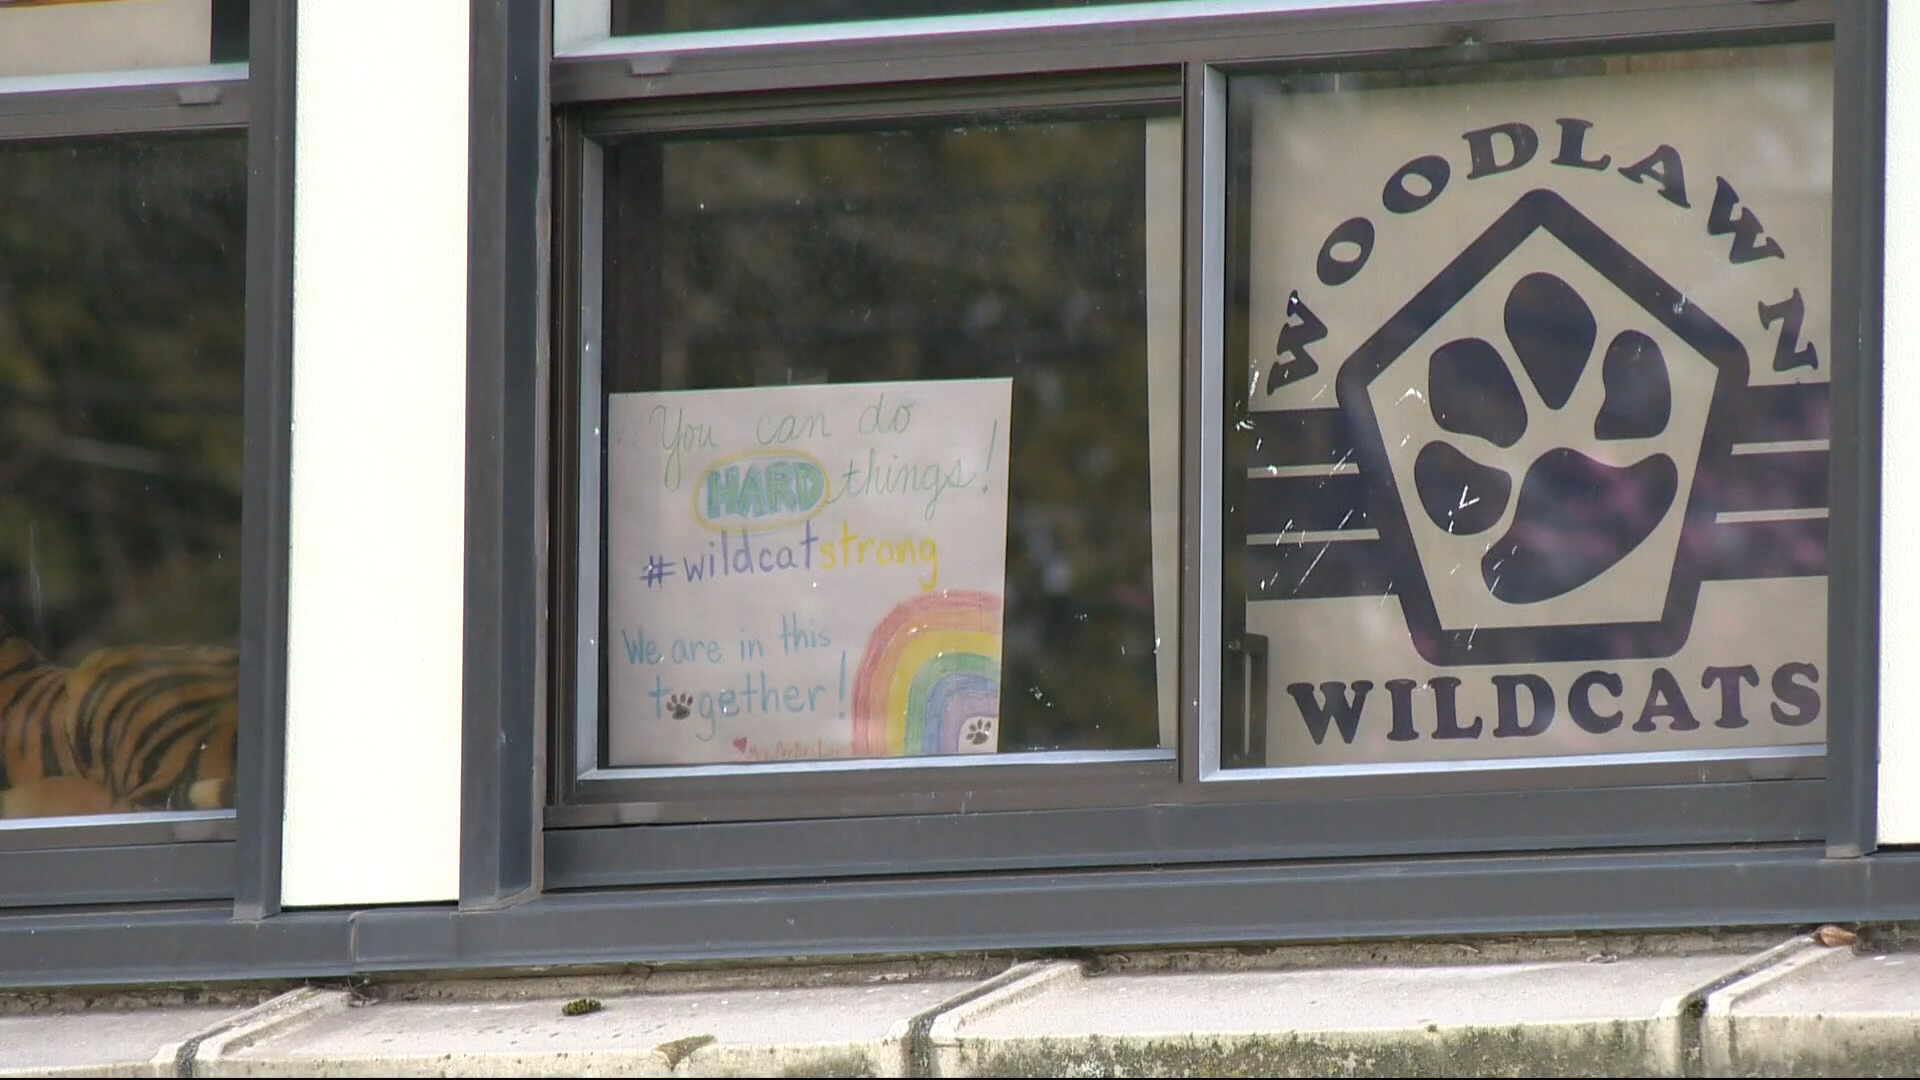 You can do
HARD things!
#wildcatstrong
We are in this
together!
WOODLAWN
WILDCATS